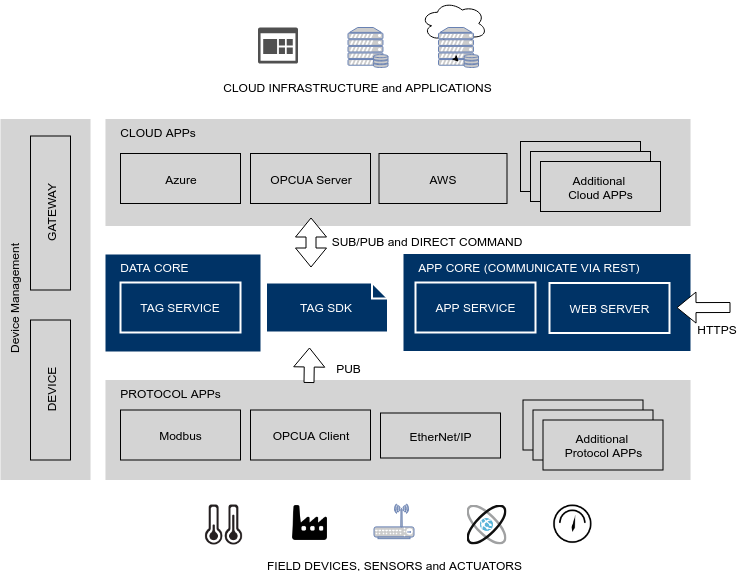 CLOUD INFRASTRUCTURE and APPLICATIONS
Device Management
GATEWAY
DEVICE
CLOUD APPs
Azure
OPCUA Server
AWS
Additional
Cloud APPs
SUB/PUB and DIRECT COMMAND
DATA CORE
TAG SERVICE
TAG SDK
APP CORE (COMMUNICATE VIA REST)
APP SERVICE
WEB SERVER
HTTPS
PUB
PROTOCOL APPs
Modbus
OPCUA Client
EtherNet/IP
Additional
Protocol APPs
FIELD DEVICES, SENSORS and ACTUATORS